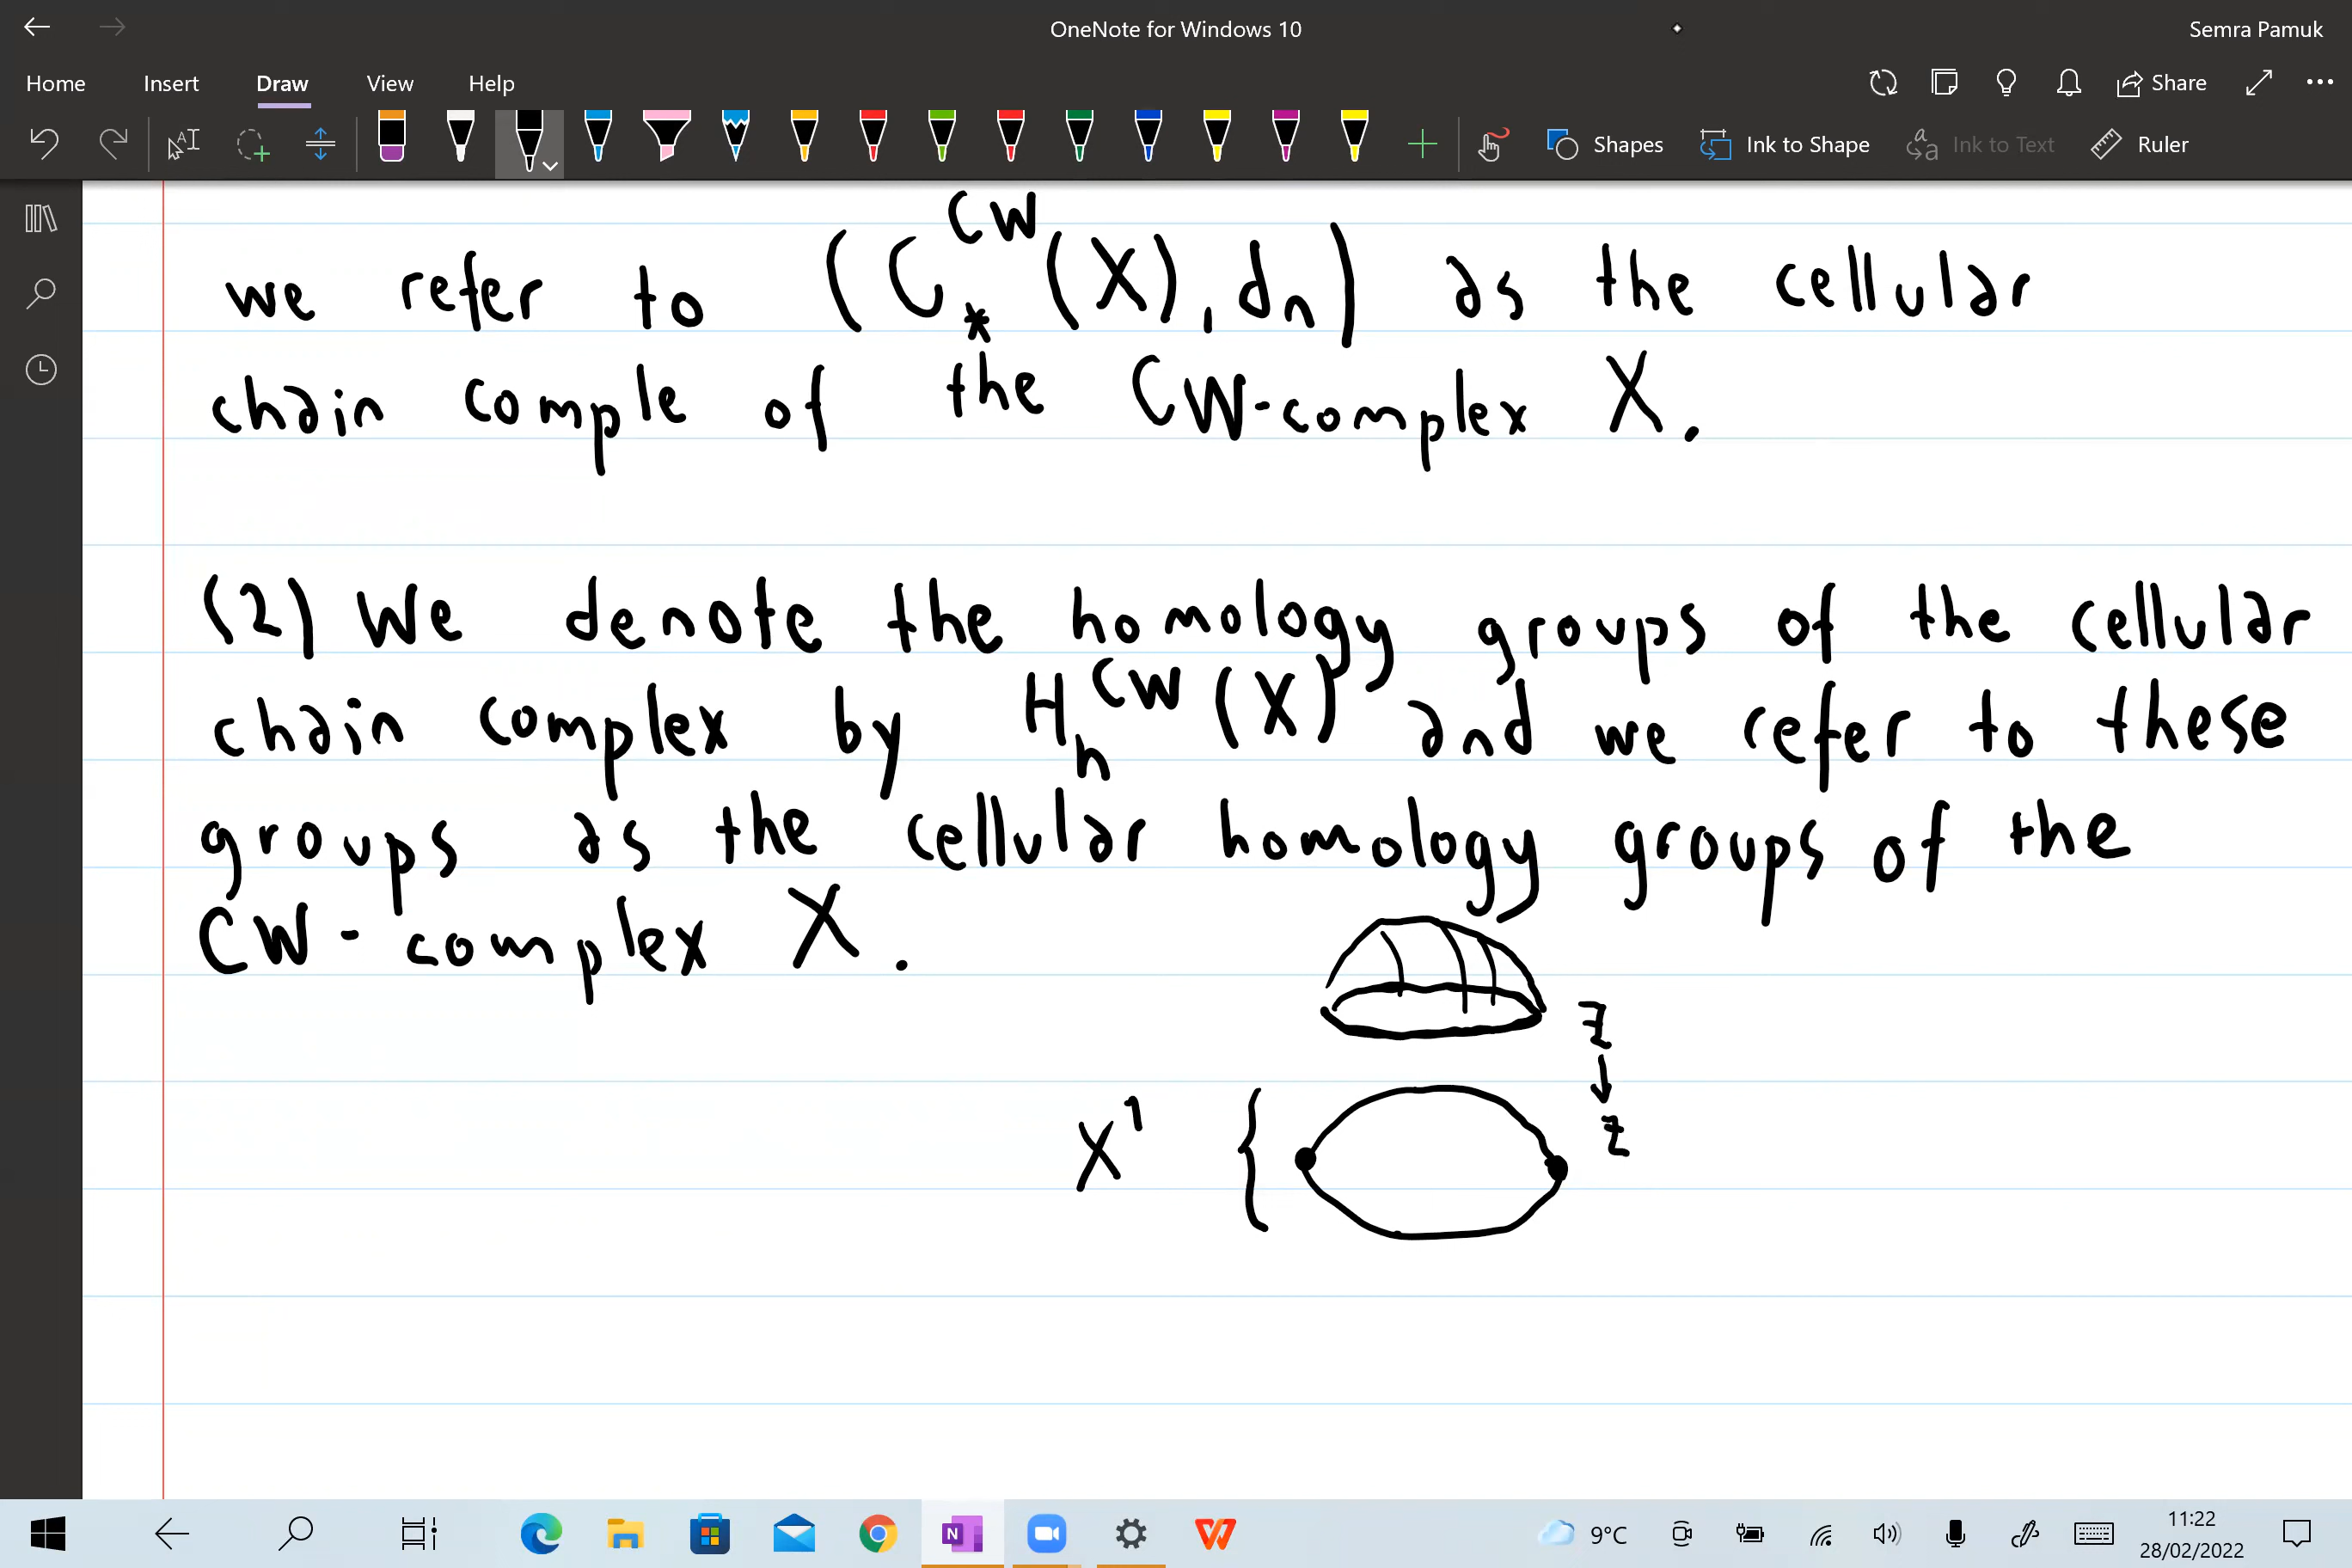 OneNote for Windows 10
Semra Pamuk
Home Insert Draw View Help
Share
Shapes Ink to Shape Ink to Text Ruler
we refer to (C_*^{CW}(X), d_n) as the cellular
chain comple of the CW-complex X.
(2) We denote the homology groups of the cellular
chain complex by H_n^{CW}(X) and we refer to these
groups as the cellular homology groups of the
CW-complex X.
z
↓
z
X^1 {
9°C
11:22
28/02/2022